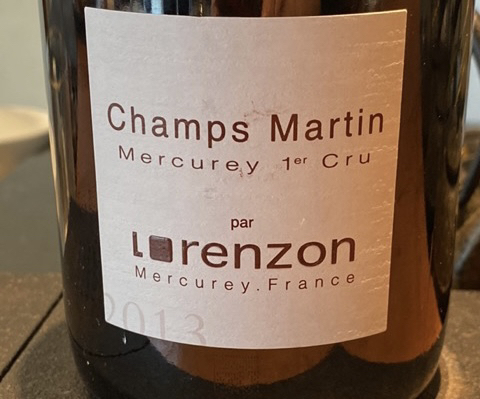 Champs Martin
Mercurey 1er Cru
par
Lorenzon
Mercurey.France
2013